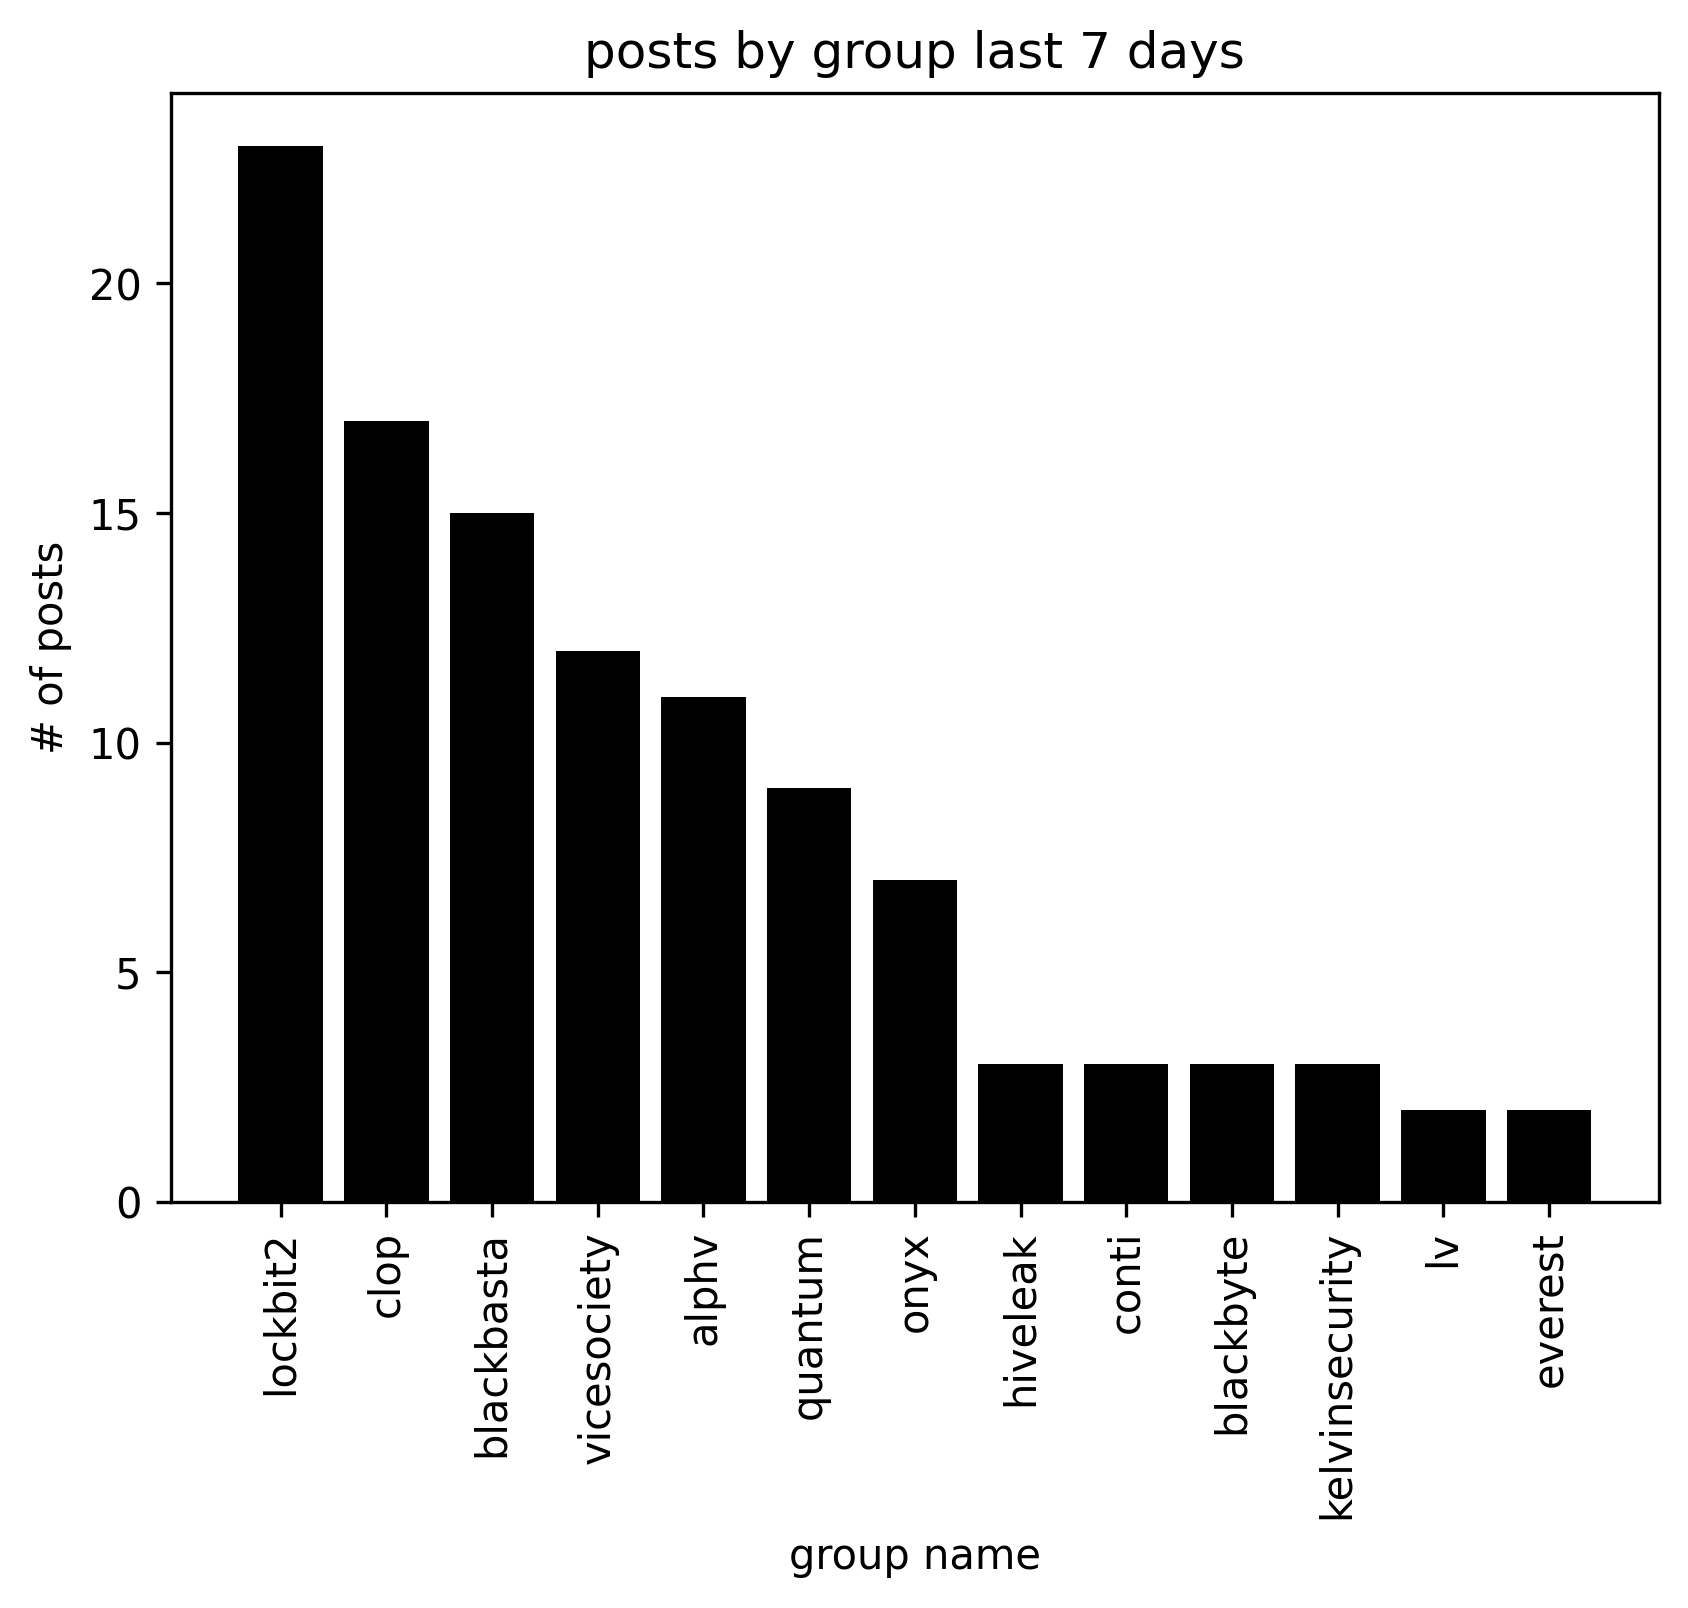 posts by group last 7 days
# of posts
20
15
10
5
0
lockbit2
clop
blackbasta
vicesociety
alphv
quantum
onyx
hiveleak
conti
blackbyte
kelvinsecurity
lv
everest
group name